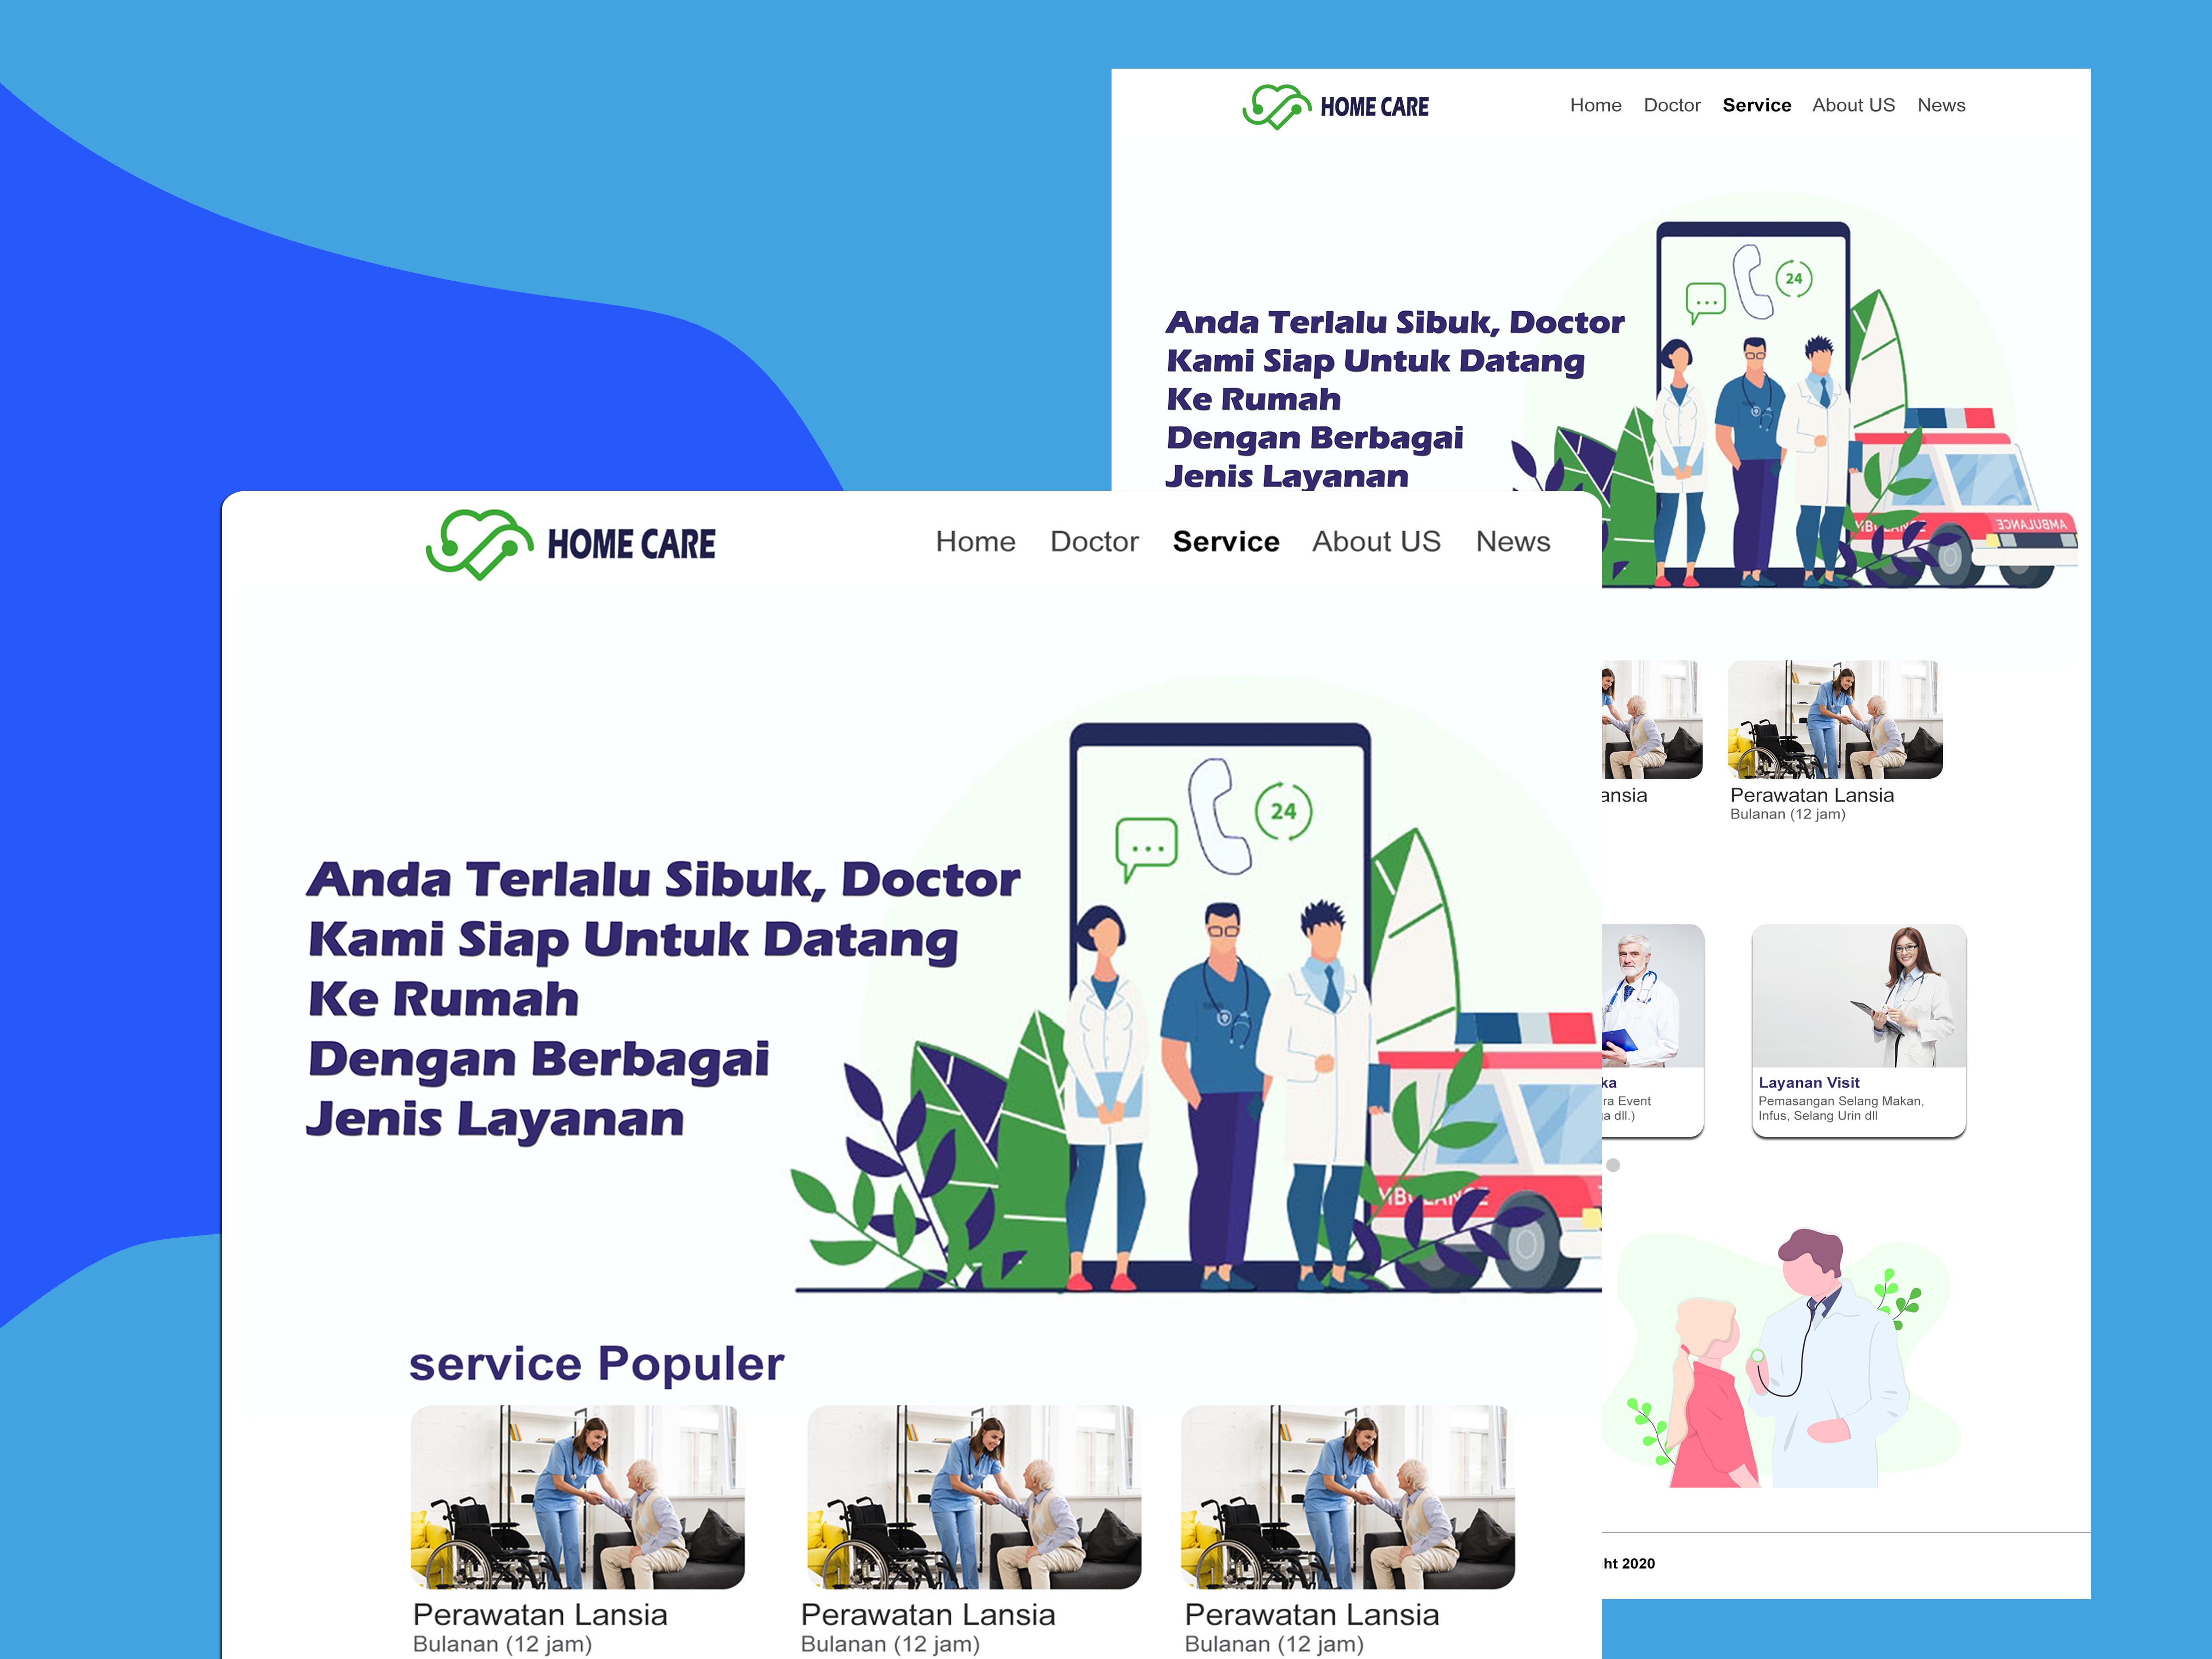 HOME CARE
Home Doctor Service About US News
24
Anda Terlalu Sibuk, Doctor
Kami Siap Untuk Datang
Ke Rumah
Dengan Berbagai
Jenis Layanan
AMBULANCE
Perawatan Lansia
Bulanan (12 jam)
Event
dll.)
Layanan Visit
Pemasangan Selang Makan,
Infus, Selang Urin dll
2020
HOME CARE
Home Doctor Service About US News
24
Anda Terlalu Sibuk, Doctor
Kami Siap Untuk Datang
Ke Rumah
Dengan Berbagai
Jenis Layanan
service Populer
Perawatan Lansia
Bulanan (12 jam)
Perawatan Lansia
Bulanan (12 jam)
Perawatan Lansia
Bulanan (12 jam)